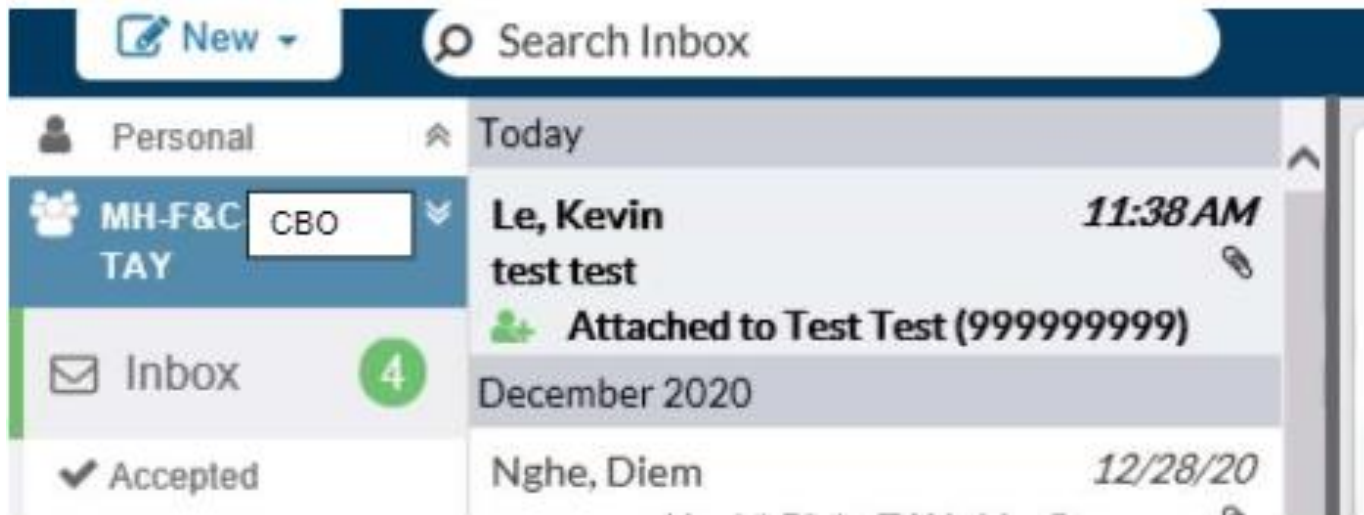 New
Search Inbox
Personal
MH-F&C CBO
TAY
Inbox 4
Accepted
Today
Le, Kevin 11:38 AM
test test
Attached to Test Test (999999999)
December 2020
Nghe, Diem 12/28/20